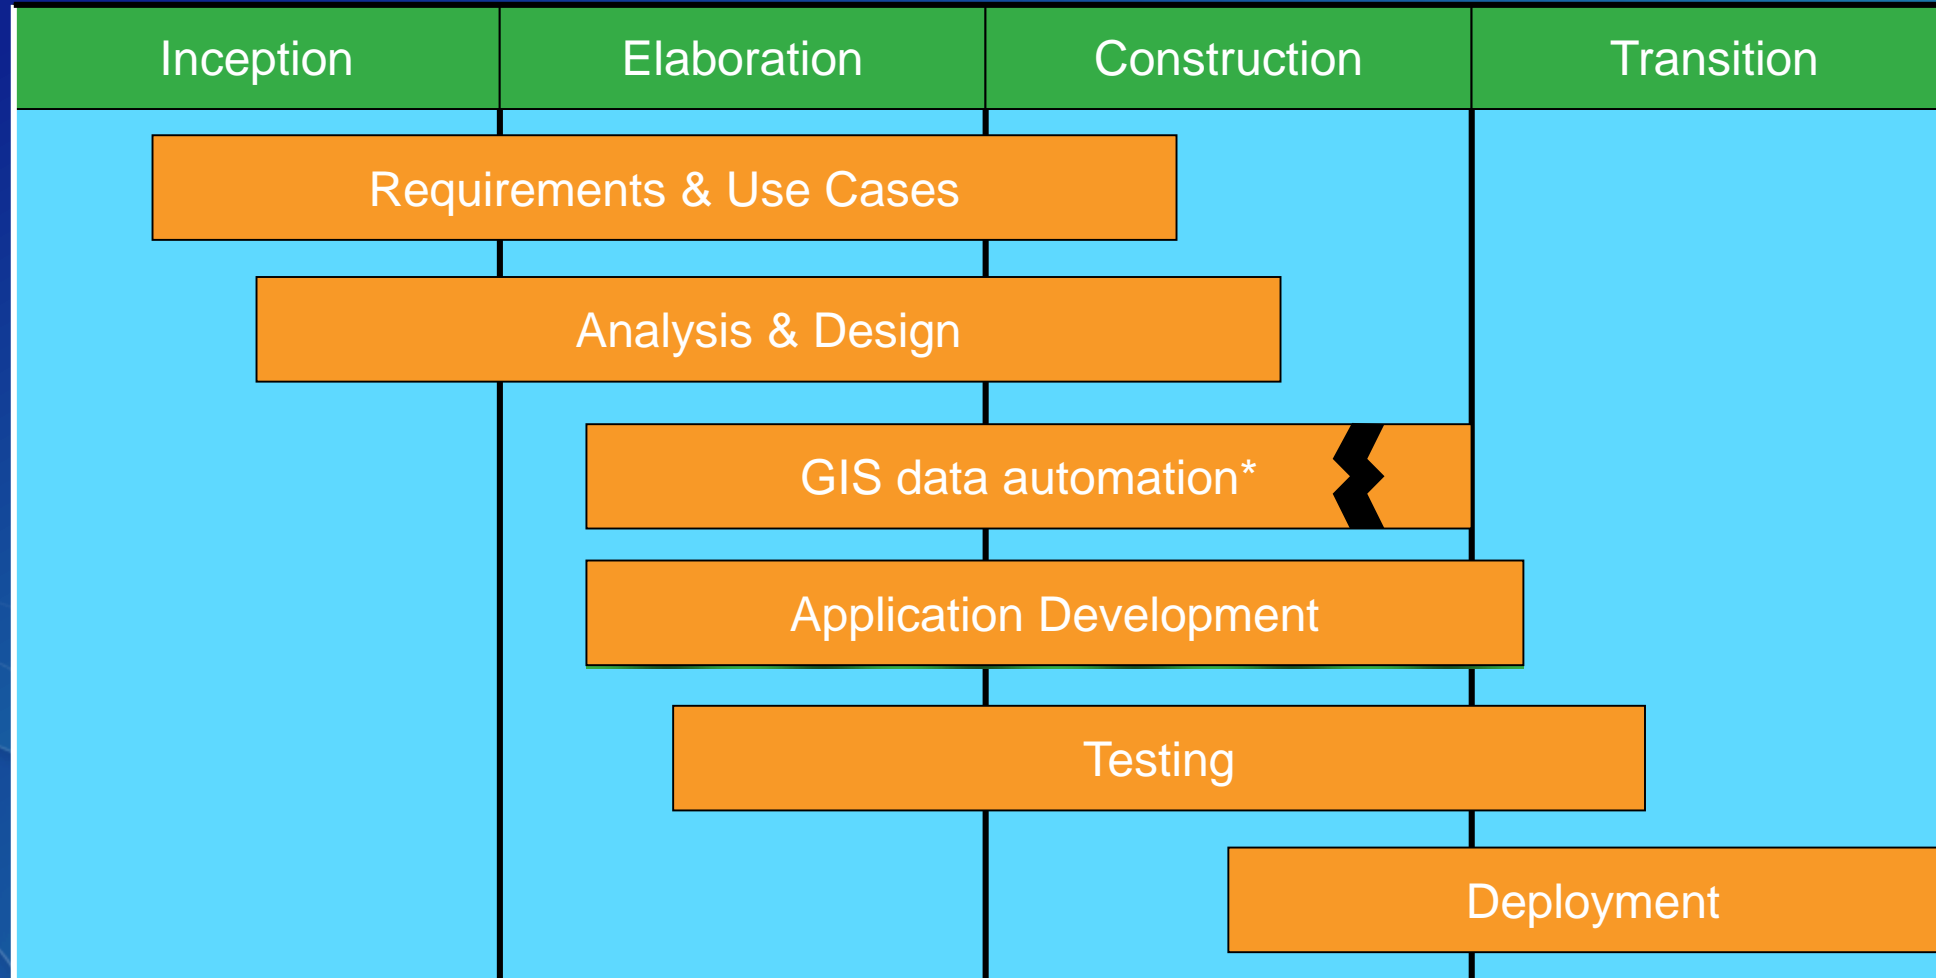 Inception
Elaboration
Construction
Transition
Requirements & Use Cases
Analysis & Design
GIS data automation*
Application Development
Testing
Deployment